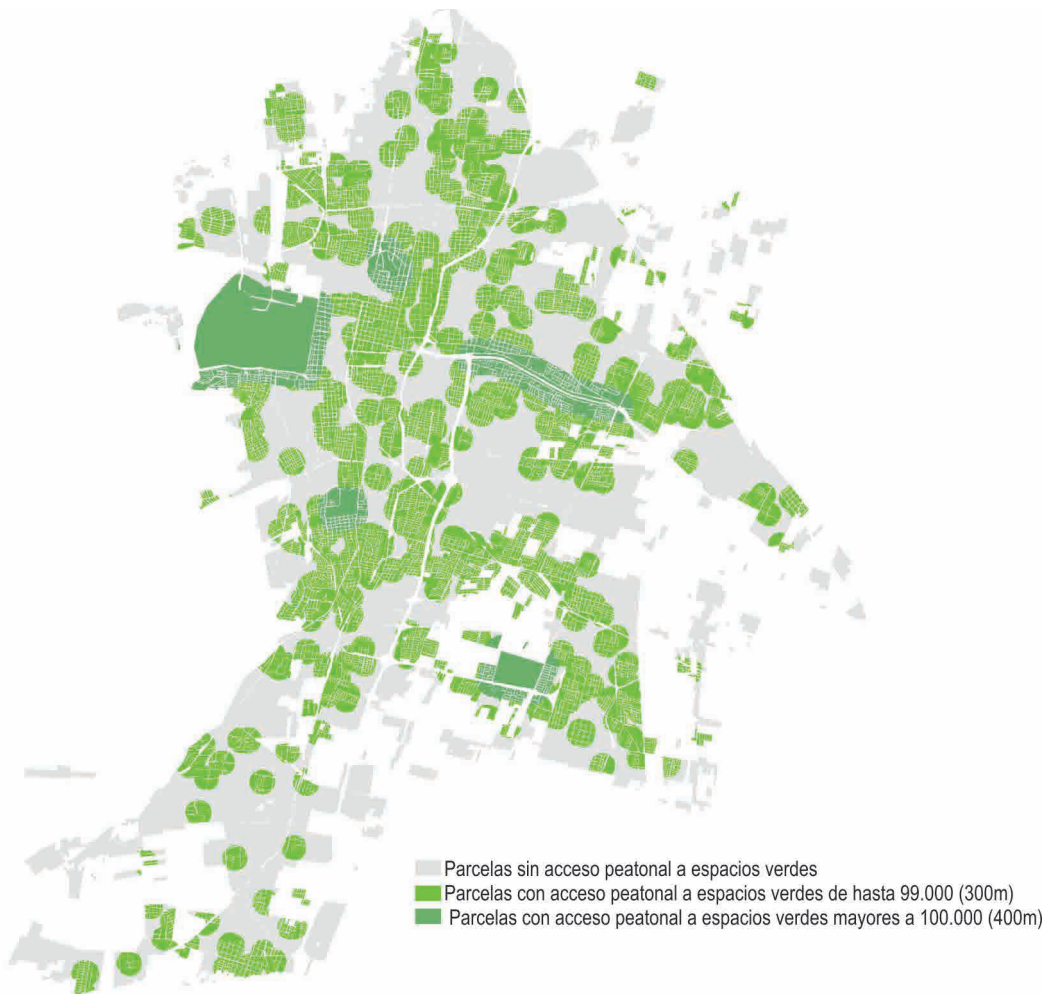 Parcelas sin acceso peatonal a espacios verdes
Parcelas con acceso peatonal a espacios verdes de hasta 99.000 (300m)
Parcelas con acceso peatonal a espacios verdes mayores a 100.000 (400m)